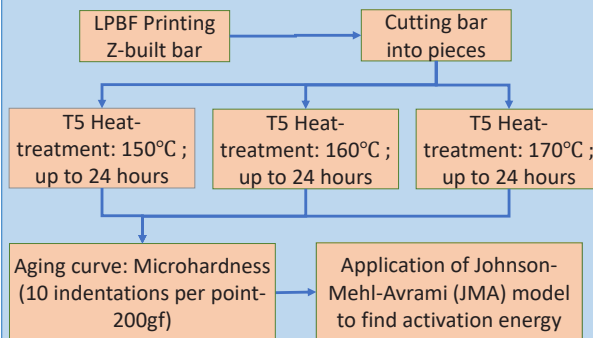 LPBF Printing
Z-built bar
Cutting bar
into pieces
T5 Heat-
treatment: 150℃ ;
up to 24 hours
T5 Heat-
treatment: 160℃ ;
up to 24 hours
T5 Heat-
treatment: 170℃ ;
up to 24 hours
Aging curve: Microhardness
(10 indentations per point-
200gf)
Application of Johnson-
Mehl-Avrami (JMA) model
to find activation energy